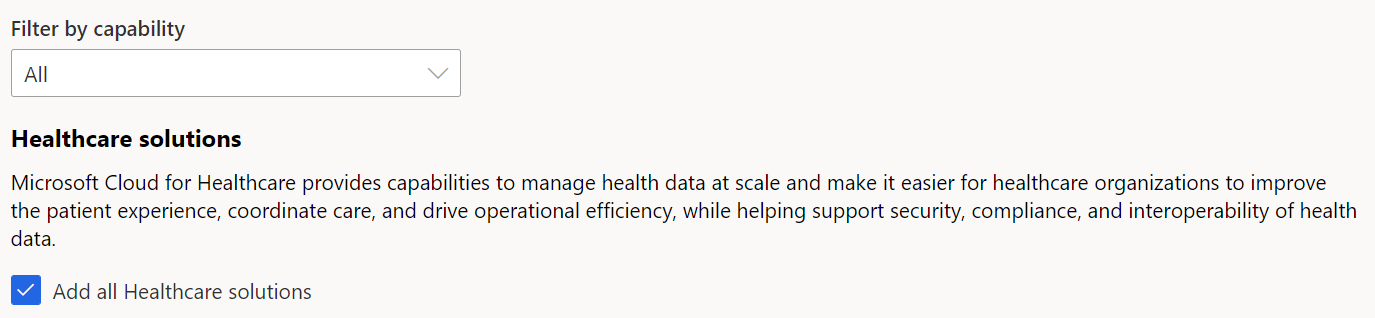 Filter by capability
All
Healthcare solutions
Microsoft Cloud for Healthcare provides capabilities to manage health data at scale and make it easier for healthcare organizations to improve
the patient experience, coordinate care, and drive operational efficiency, while helping support security, compliance, and interoperability of health
data.
Add all Healthcare solutions